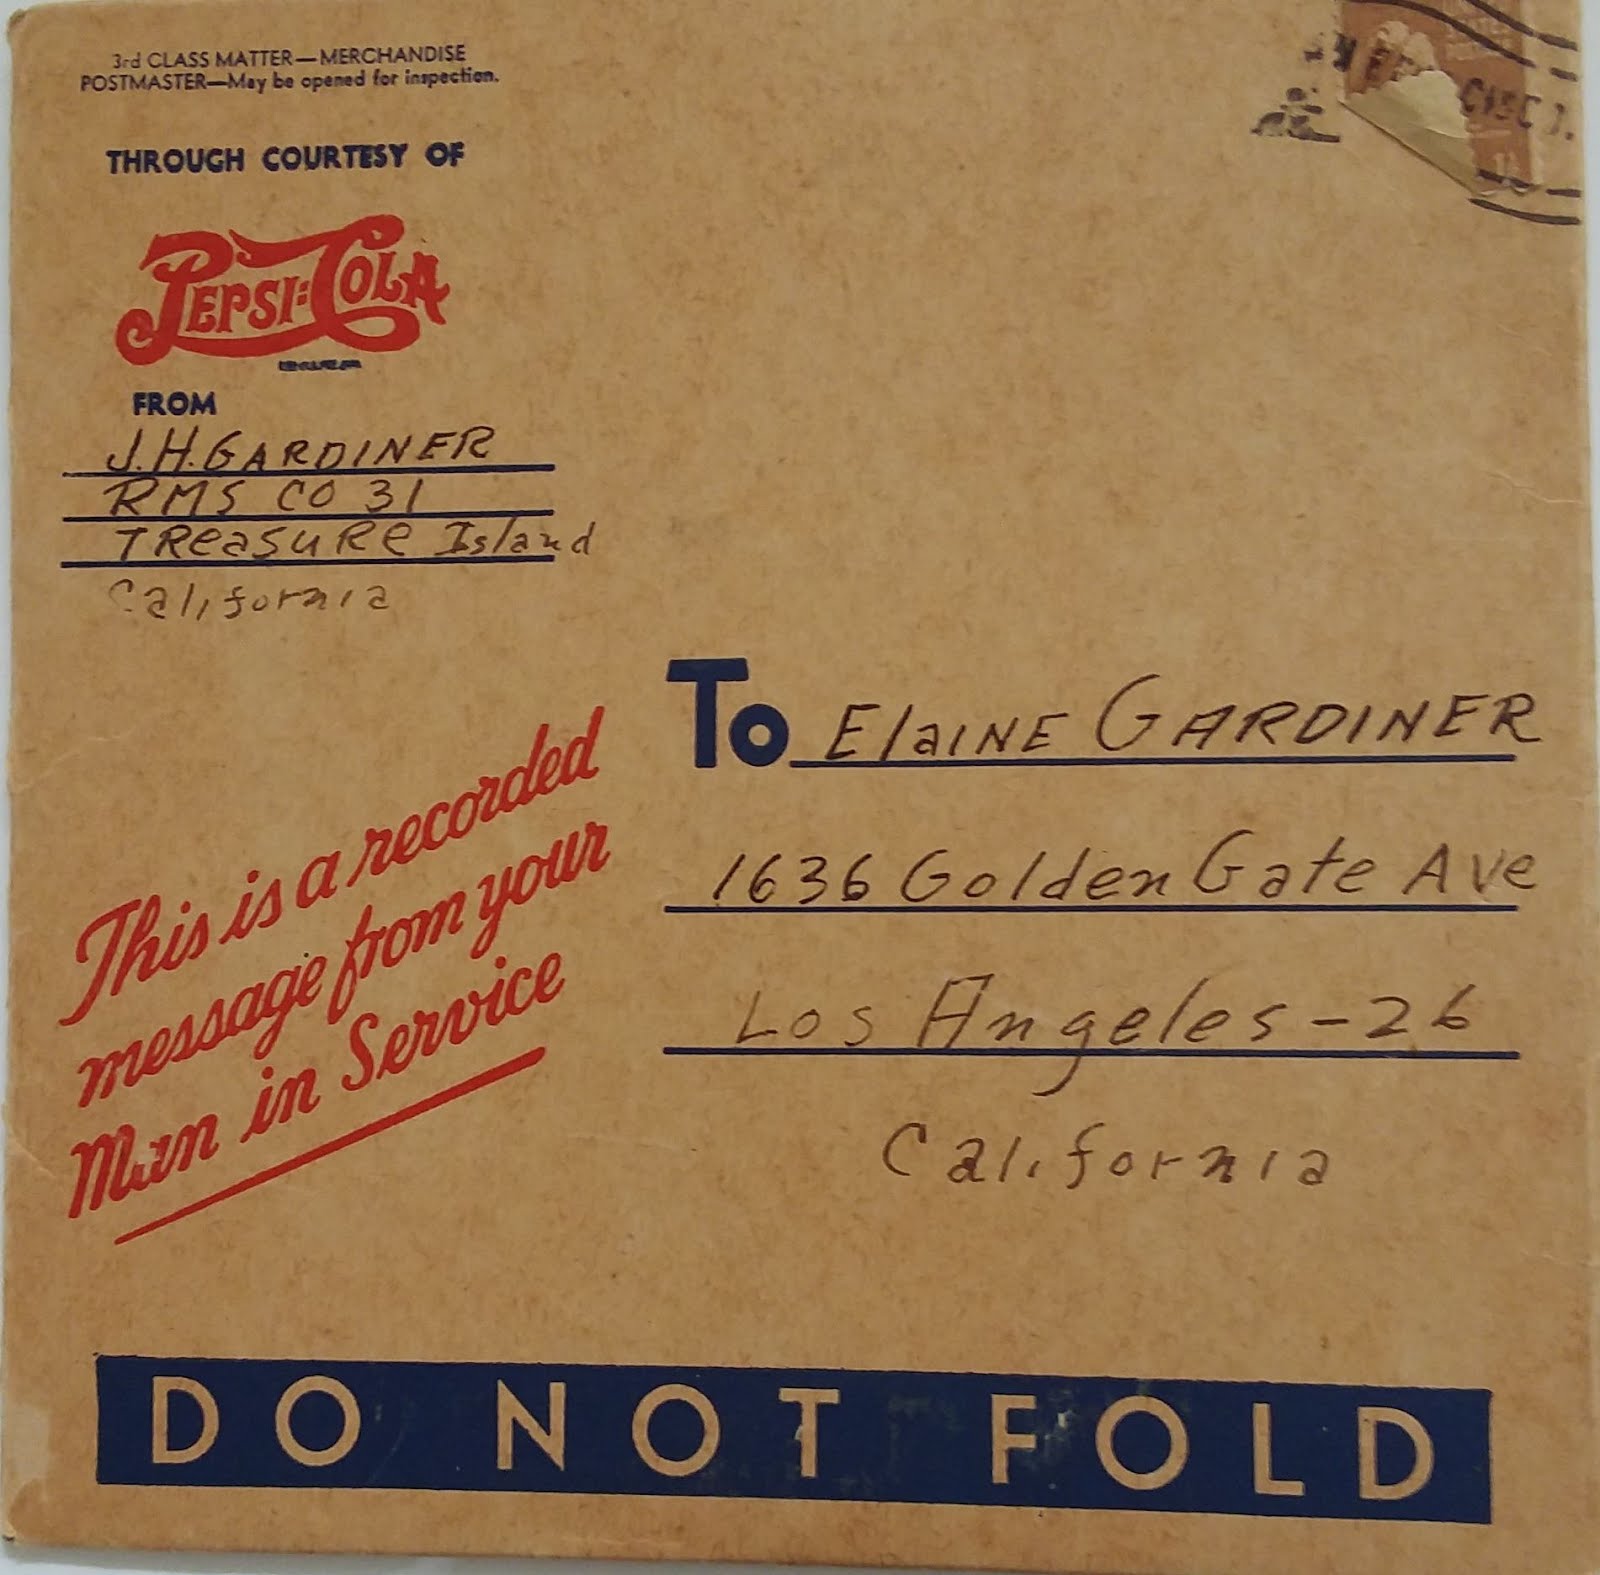 3rd CLASS MATTER—MERCHANDISE
POSTMASTER—May be opened for inspection.
THROUGH COURTESY OF
PEPSI-COLA
FROM
J.H. GARDINER
RMS CO 31
TReasuRe Island
California
To ElaINE GARDINER
1636 Golden Gate Ave
Los Angeles - 26
California
This is a recorded
message from your
Man in Service
DO NOT FOLD